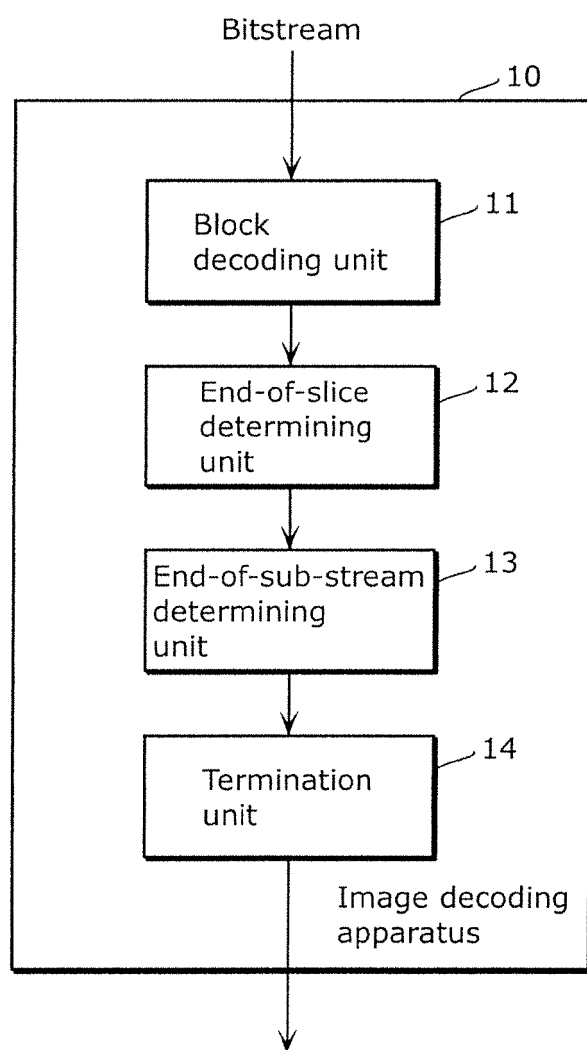 Bitstream
10
11
Block
decoding unit
12
End-of-slice
determining
unit
13
End-of-sub-stream
determining
unit
14
Termination
unit
Image decoding
apparatus